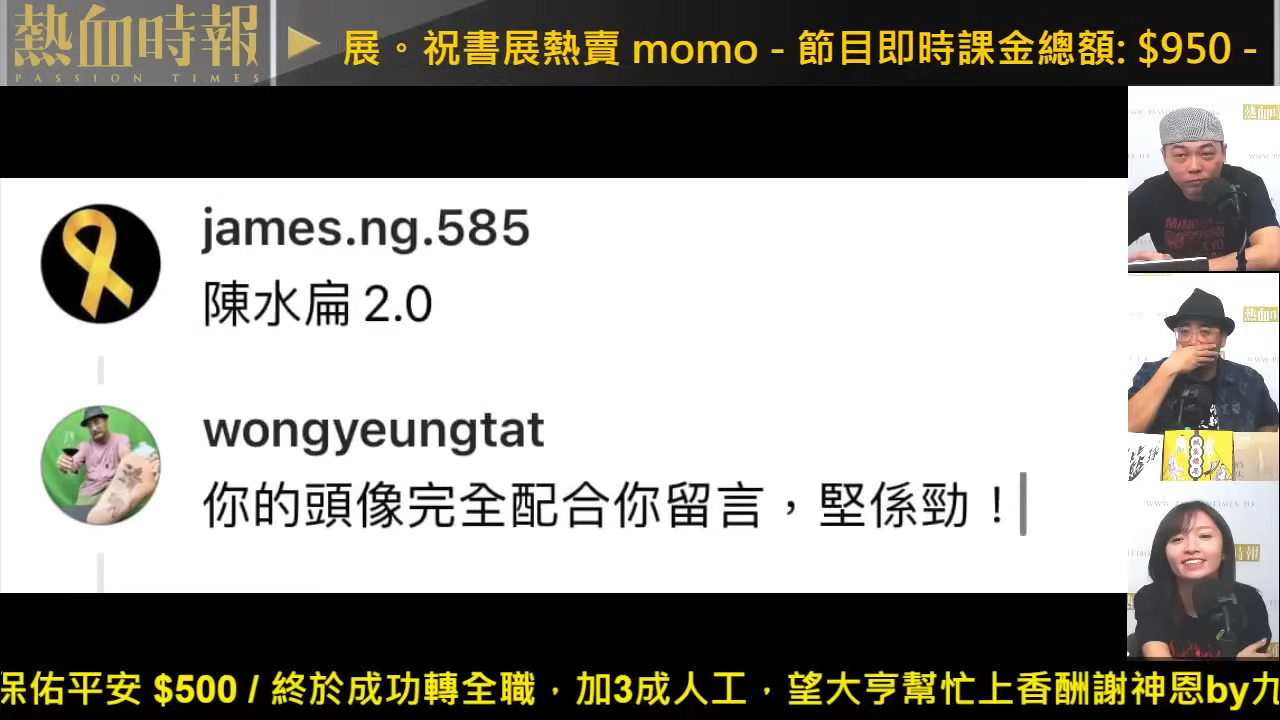 熱血時報
PASSION TIMES
展。祝書展熱賣 momo - 節目即時課金總額: $950 -
james.ng.585
陳水扁 2.0
wongyeungtat
你的頭像完全配合你留言，堅係勁！
保佑平安 $500 / 終於成功轉全職，加3成人工，望大亨幫忙上香酬謝神恩by九